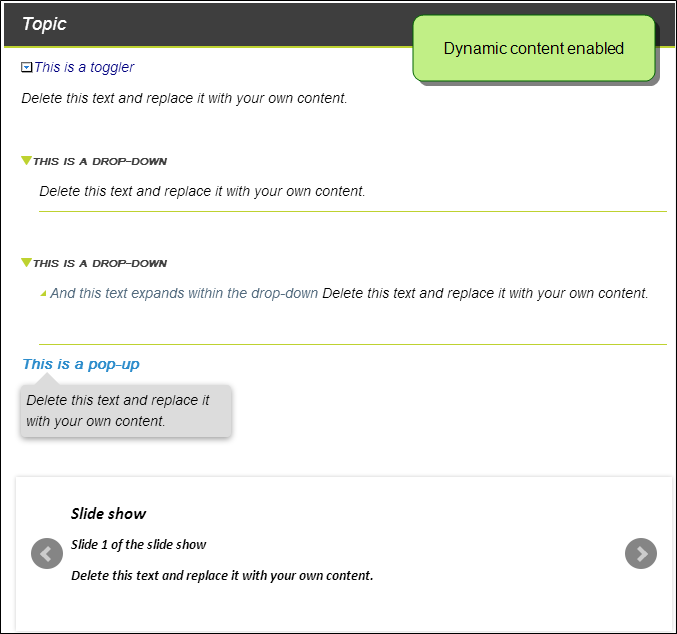 Topic
Dynamic content enabled
This is a toggler
Delete this text and replace it with your own content.
THIS IS A DROP-DOWN
Delete this text and replace it with your own content.
THIS IS A DROP-DOWN
And this text expands within the drop-down Delete this text and replace it with your own content.
This is a pop-up
Delete this text and replace it
with your own content.
Slide show
Slide 1 of the slide show
Delete this text and replace it with your own content.